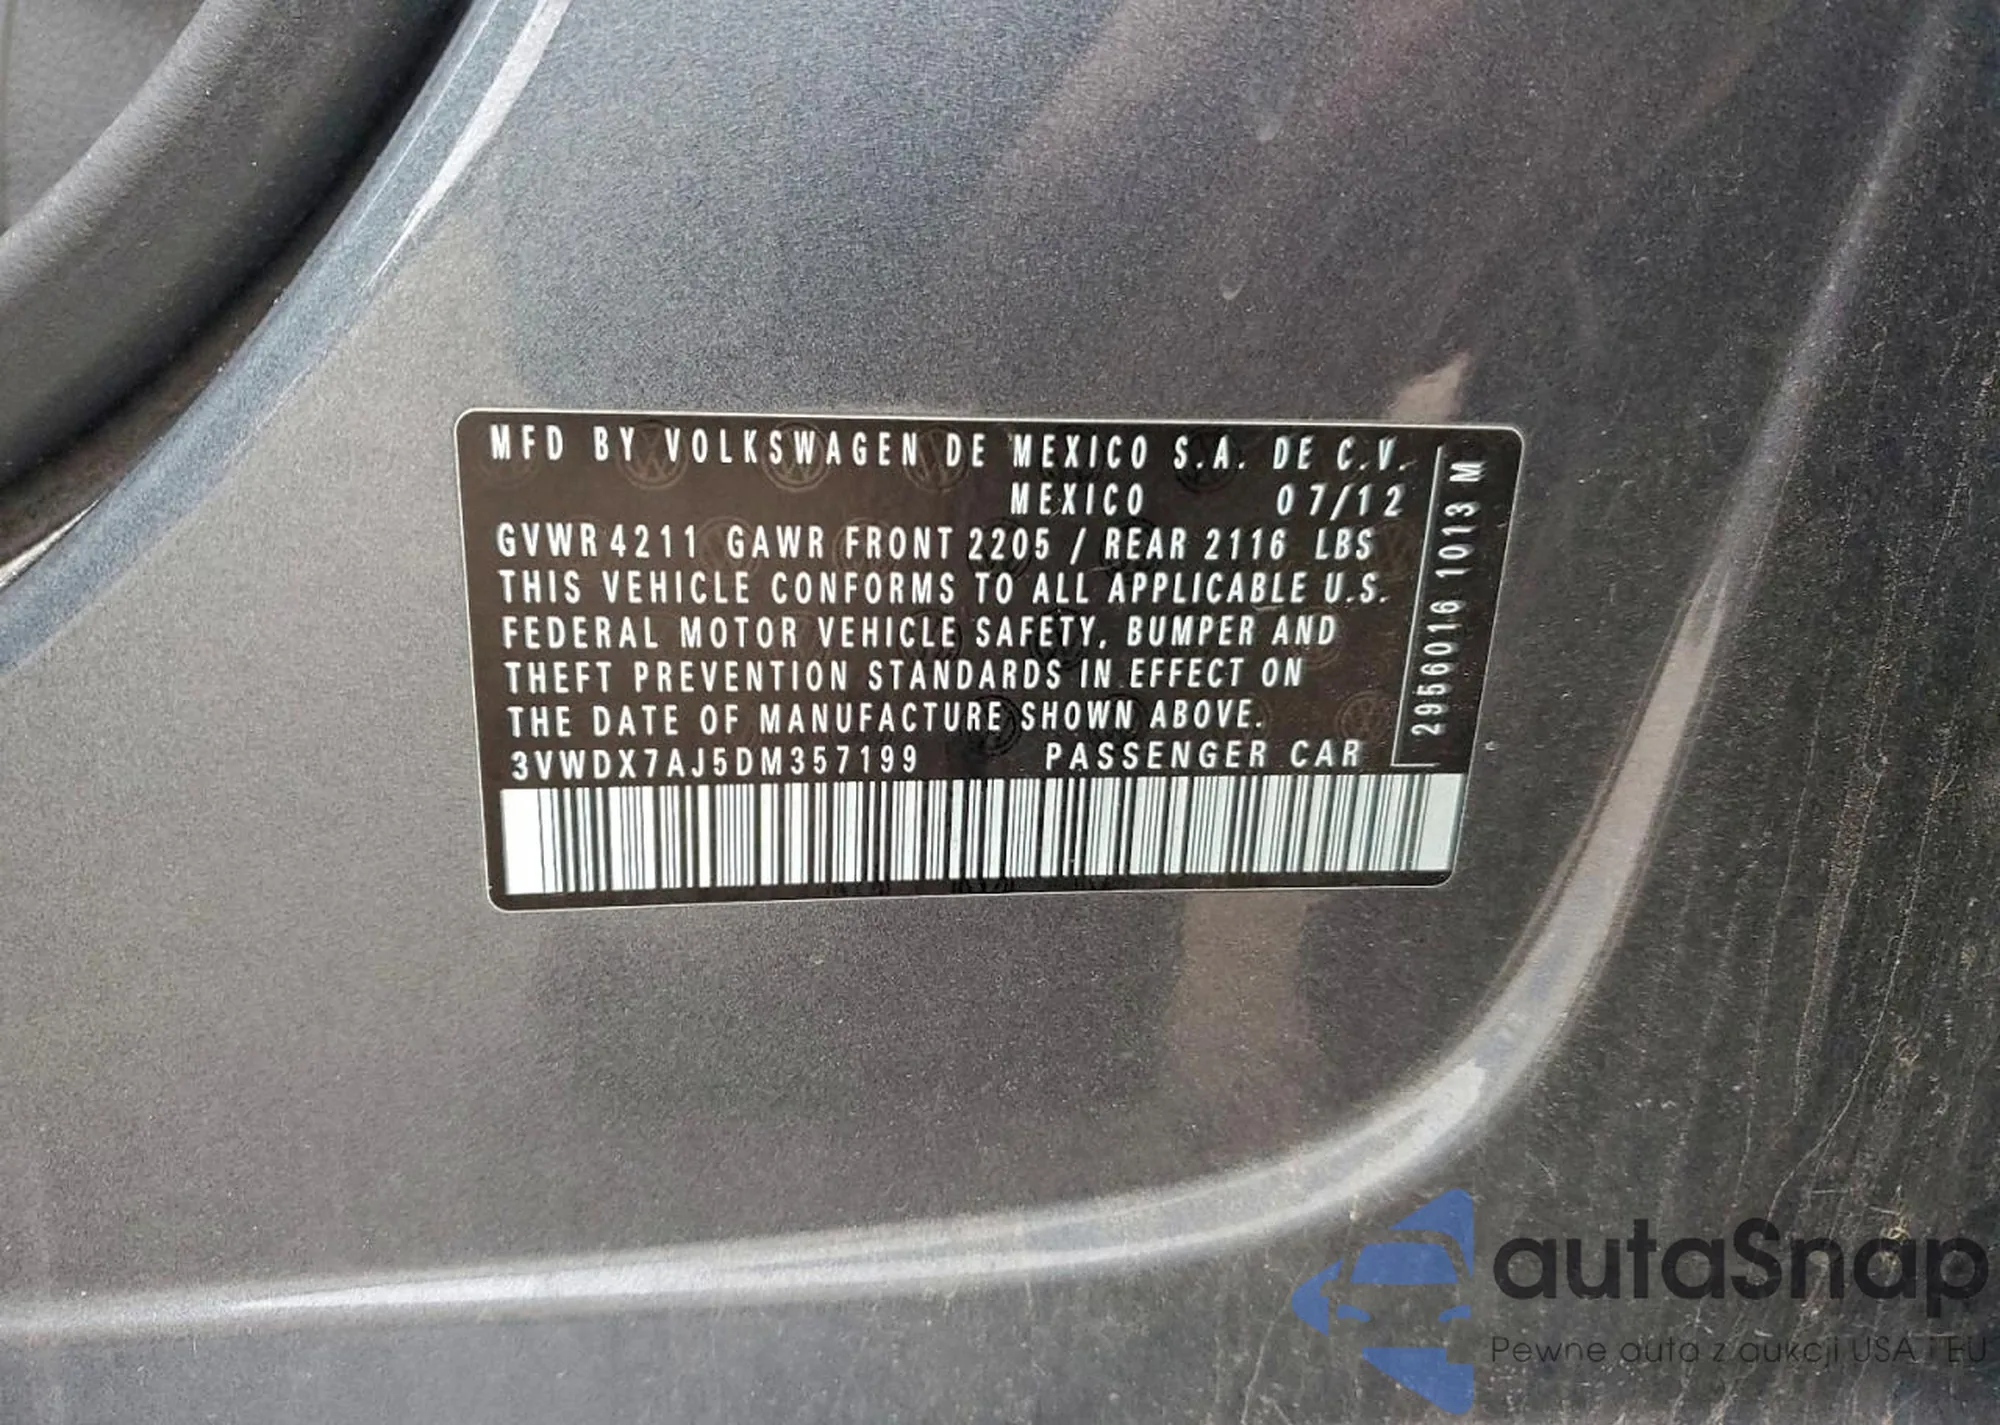 MFD BY VOLKSWAGEN DE MEXICO S.A. DE C.V.
MEXICO 07/12
GVWR 4211 GAWR FRONT 2205 / REAR 2116 LBS
THIS VEHICLE CONFORMS TO ALL APPLICABLE U.S.
FEDERAL MOTOR VEHICLE SAFETY, BUMPER AND
THEFT PREVENTION STANDARDS IN EFFECT ON
THE DATE OF MANUFACTURE SHOWN ABOVE.
3VWDX7AJ5DM357199 PASSENGER CAR
2956016 1013 M
autaSnap
Pewne auta z aukcji USA i EU